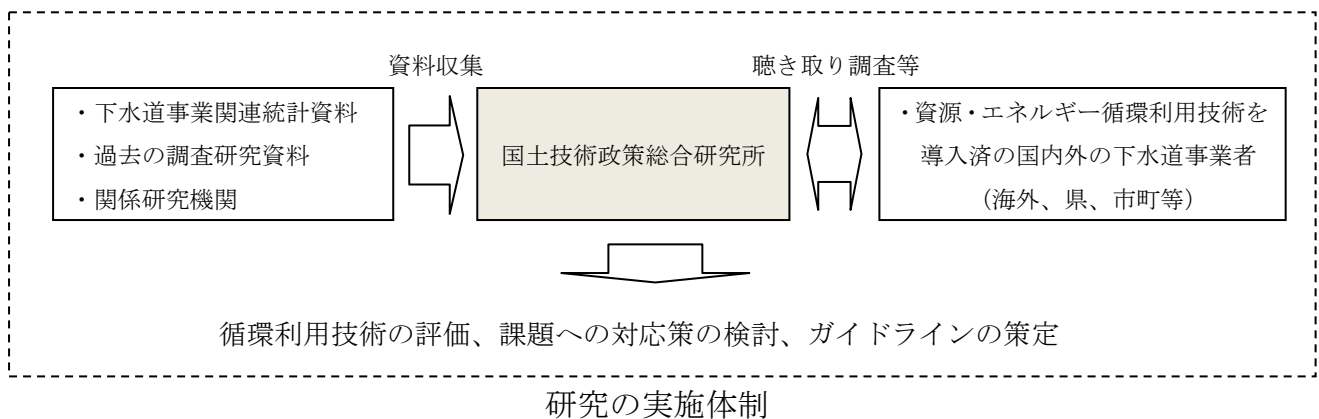 資料収集
聴き取り調査等
・下水道事業関連統計資料
・過去の調査研究資料
・関係研究機関
国土技術政策総合研究所
・資源・エネルギー循環利用技術を
導入済の国内外の下水道事業者
（海外、県、市町等）
循環利用技術の評価、課題への対応策の検討、ガイドラインの策定
研究の実施体制